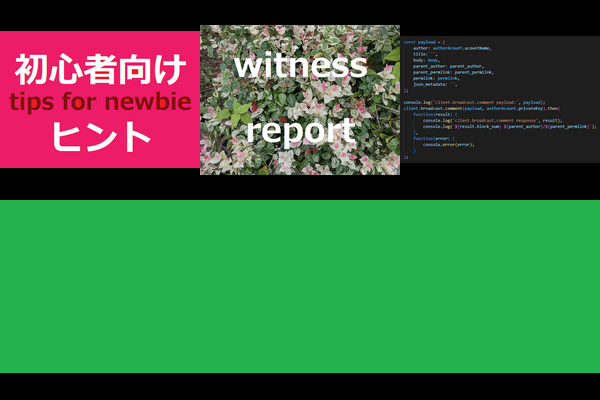 初心者向け
tips for newbie
ヒント
witness
report
const payload = {
author: authorAccount.acountName,
title: '',
body: body,
parent_author: parent_author,
parent_permlink: parent_permlink,
permlink: permlink,
json_metadata: '',
};
console.log('client.broadcast.comment payload:', payload);
client.broadcast.comment(payload, authorAccount.privateKey).then(
function(result) {
console.log('client.broadcast.comment response', result);
console.log(`${result.block_num} ${parent_author}/${parent_permlink}`);
},
function(error) {
console.error(error);
}
);